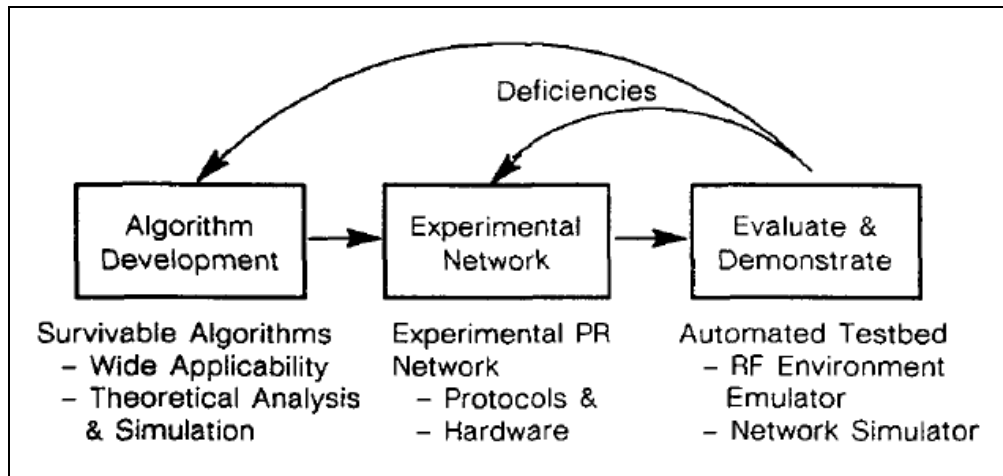 Deficiencies
Algorithm
Development
Experimental
Network
Evaluate &
Demonstrate
Survivable Algorithms
– Wide Applicability
– Theoretical Analysis
& Simulation
Experimental PR
Network
– Protocols &
– Hardware
Automated Testbed
– RF Environment
Emulator
– Network Simulator